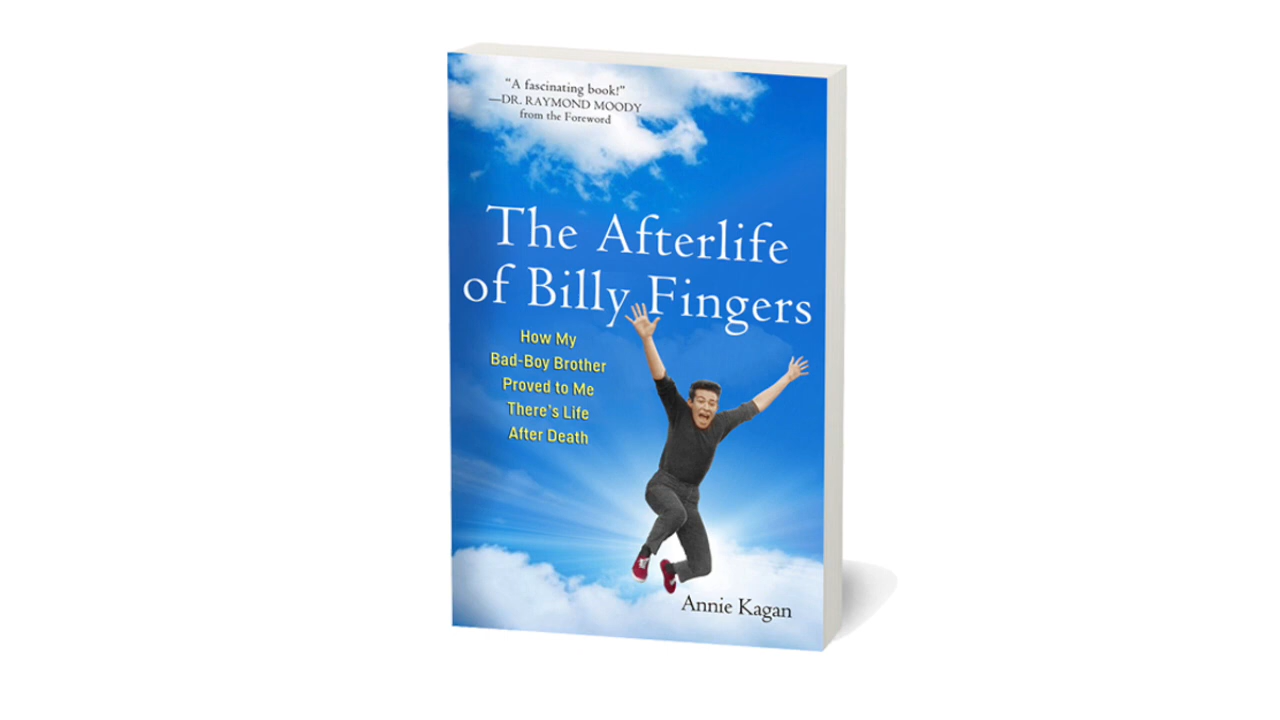 “A fascinating book!”
—DR. RAYMOND MOODY
from the Foreword
The Afterlife
of Billy Fingers
How My
Bad-Boy Brother
Proved to Me
There’s Life
After Death
Annie Kagan